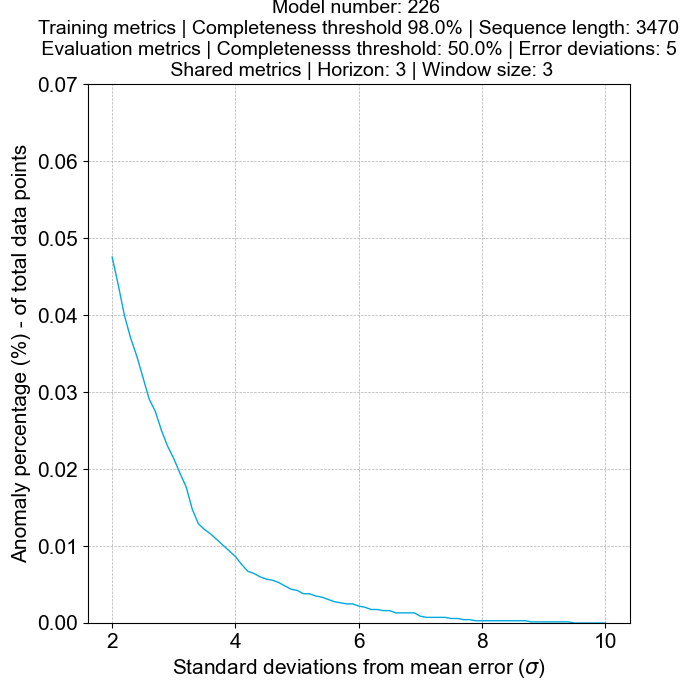 Model number: 226
Training metrics | Completeness threshold 98.0% | Sequence length: 3470
Evaluation metrics | Completenesss threshold: 50.0% | Error deviations: 5
Shared metrics | Horizon: 3 | Window size: 3
0.07
0.06
0.05
0.04
0.03
0.02
0.01
0.00
Anomaly percentage (%) - of total data points
2 4 6 8 10
Standard deviations from mean error (σ)